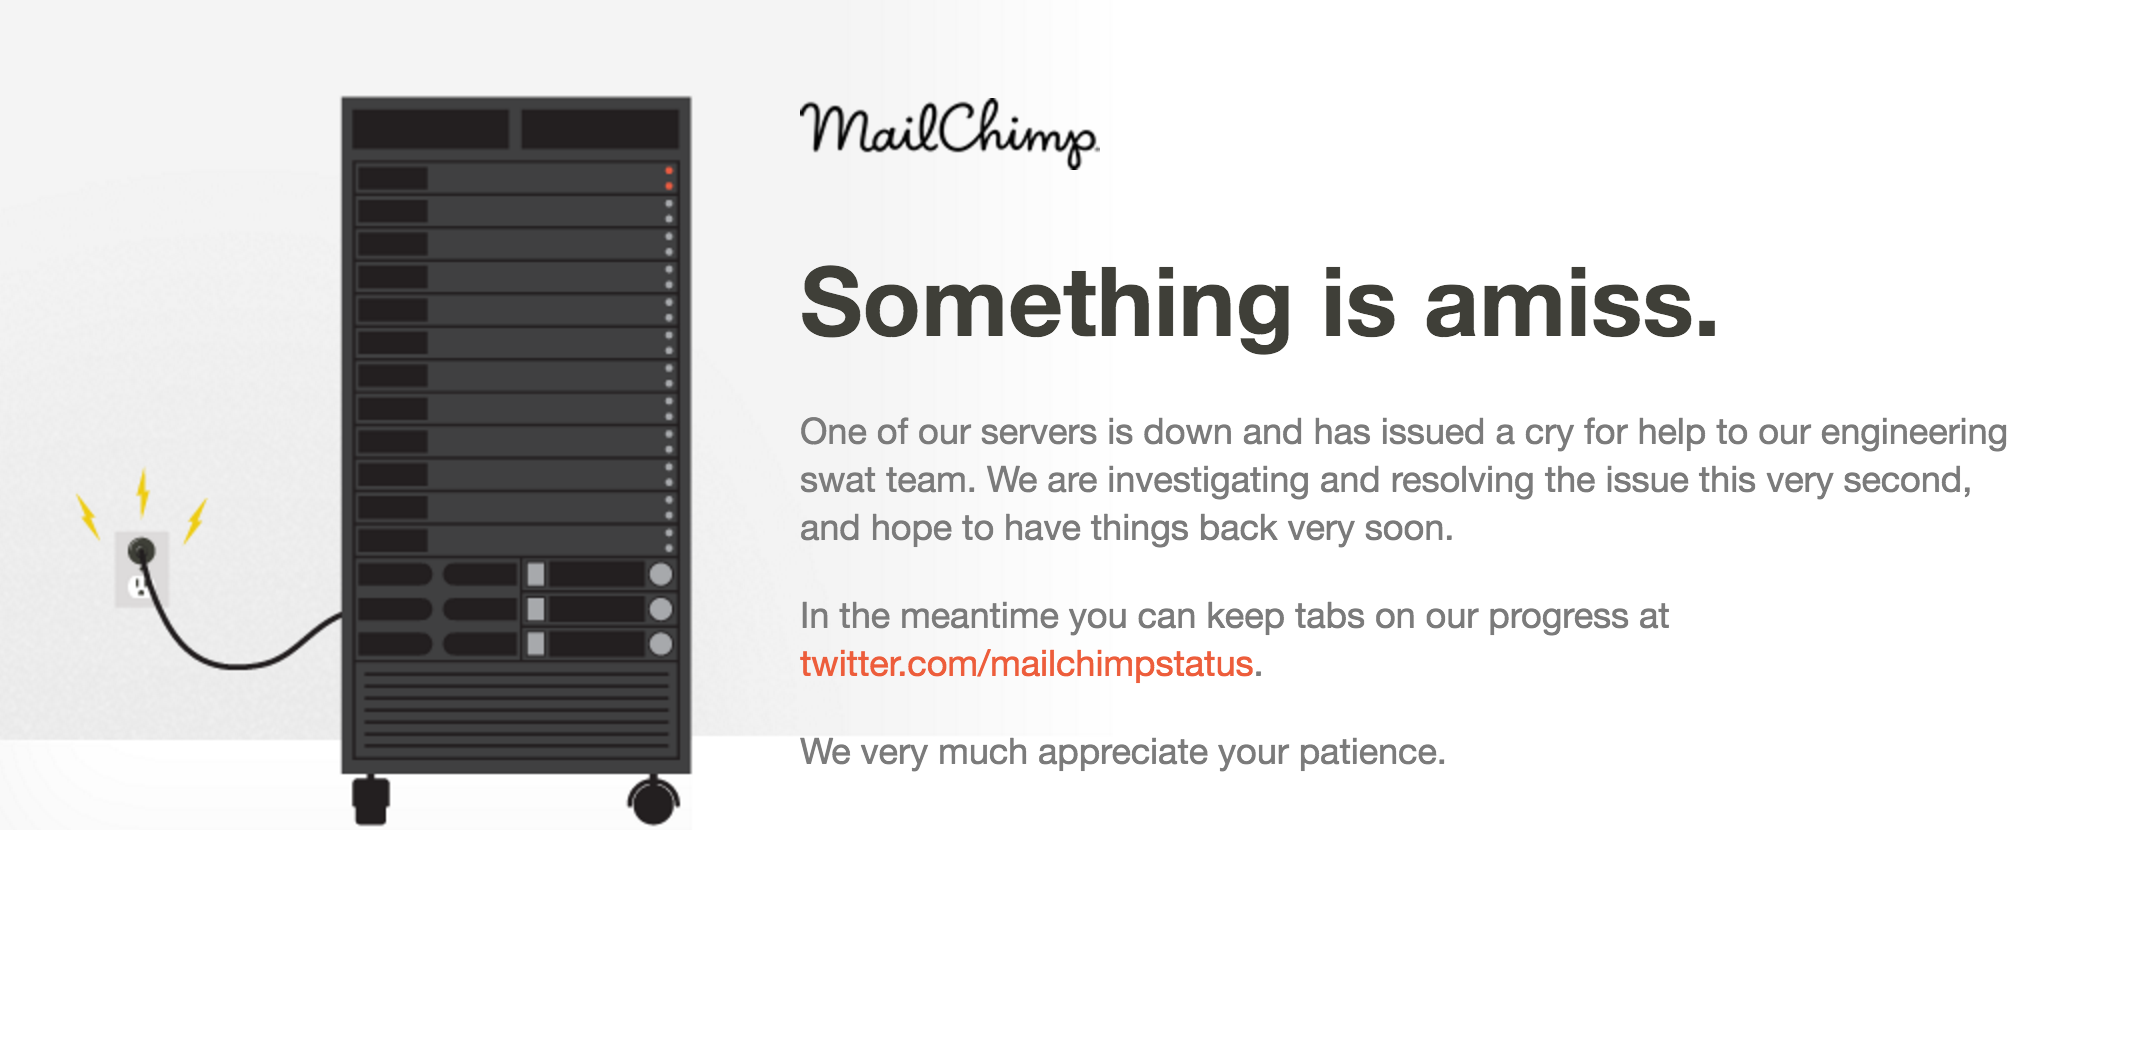 MailChimp
Something is amiss.
One of our servers is down and has issued a cry for help to our engineering
swat team. We are investigating and resolving the issue this very second,
and hope to have things back very soon.
In the meantime you can keep tabs on our progress at
twitter.com/mailchimpstatus.
We very much appreciate your patience.